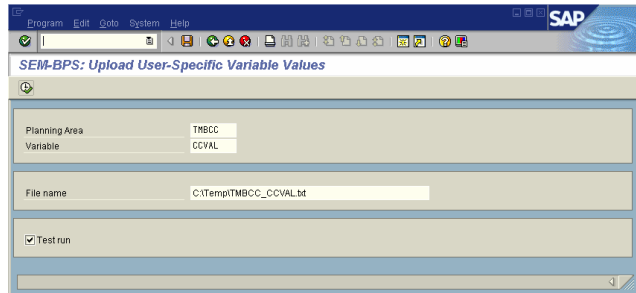 Program Edit Goto System Help
SAP
SEM-BPS: Upload User-Specific Variable Values
Planning Area TMBCC
Variable CCVAL
File name C:\Temp\TMBCC_CCVAL.txt
Test run